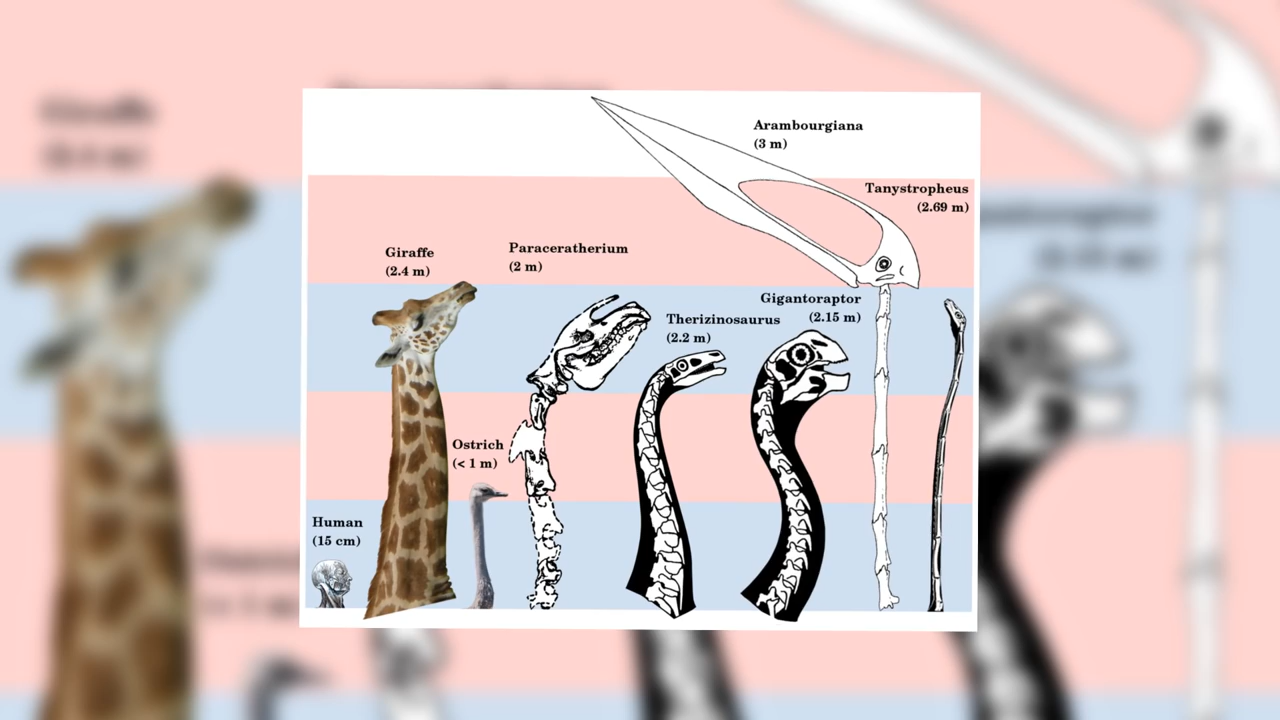 Arambourgiana
(3 m)
Tanystropheus
(2.69 m)
Giraffe
(2.4 m)
Paraceratherium
(2 m)
Gigantoraptor
(2.15 m)
Therizinosaurus
(2.2 m)
Ostrich
(< 1 m)
Human
(15 cm)